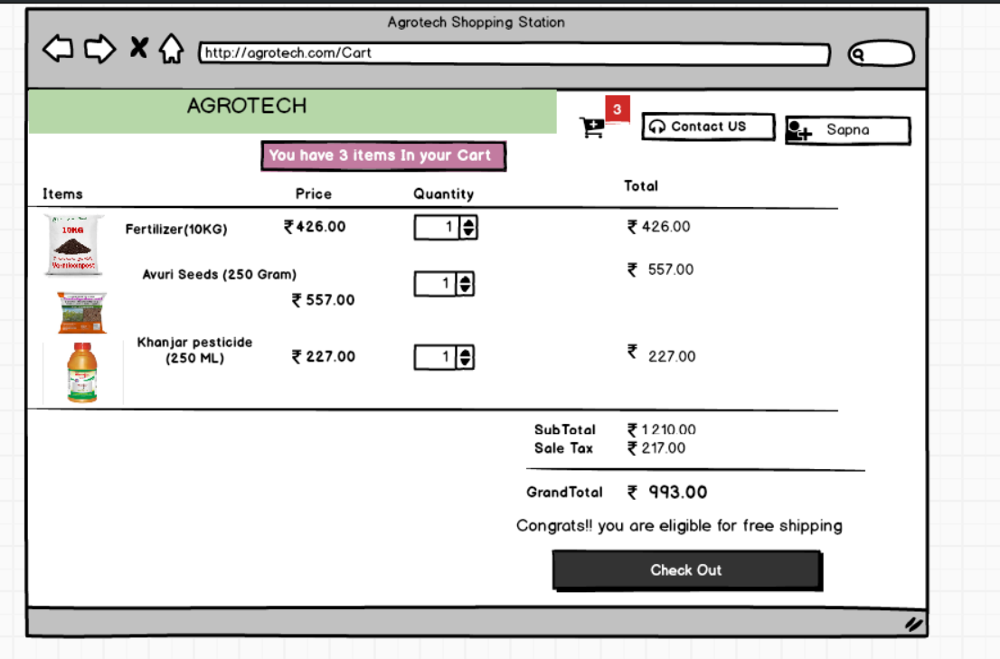 Agrotech Shopping Station
http://agrotech.com/Cart
AGROTECH
3
Contact US
Sapna
You have 3 items In your Cart
Items Price Quantity Total
10KG
Fertilizer(10KG) ₹426.00 1 ₹ 426.00
Avuri Seeds (250 Gram)
₹ 557.00 1 ₹ 557.00
Khanjar pesticide
(250 ML) ₹ 227.00 1 ₹ 227.00
SubTotal ₹ 1210.00
Sale Tax ₹ 217.00
GrandTotal ₹ 993.00
Congrats!! you are eligible for free shipping
Check Out